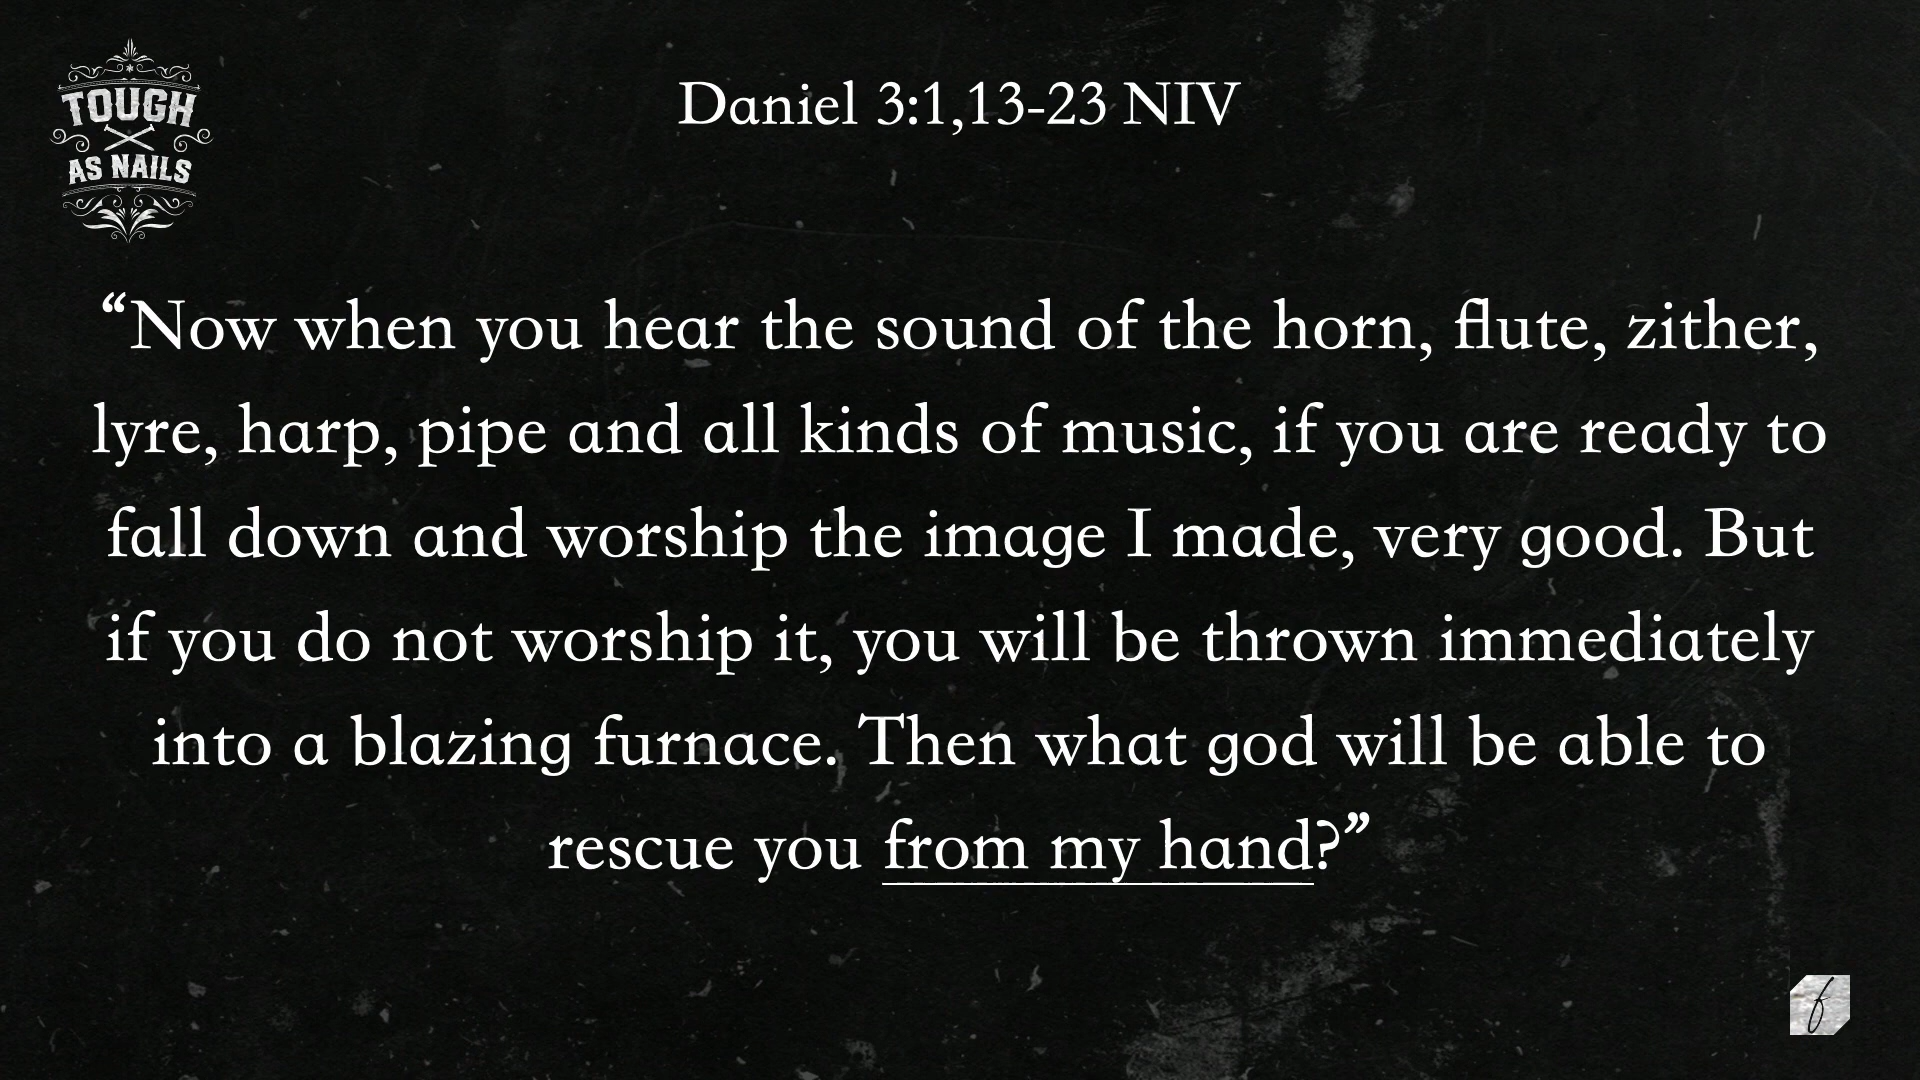 TOUGH
AS NAILS
Daniel 3:1,13-23 NIV
“Now when you hear the sound of the horn, flute, zither,
lyre, harp, pipe and all kinds of music, if you are ready to
fall down and worship the image I made, very good. But
if you do not worship it, you will be thrown immediately
into a blazing furnace. Then what god will be able to
rescue you from my hand?”
f